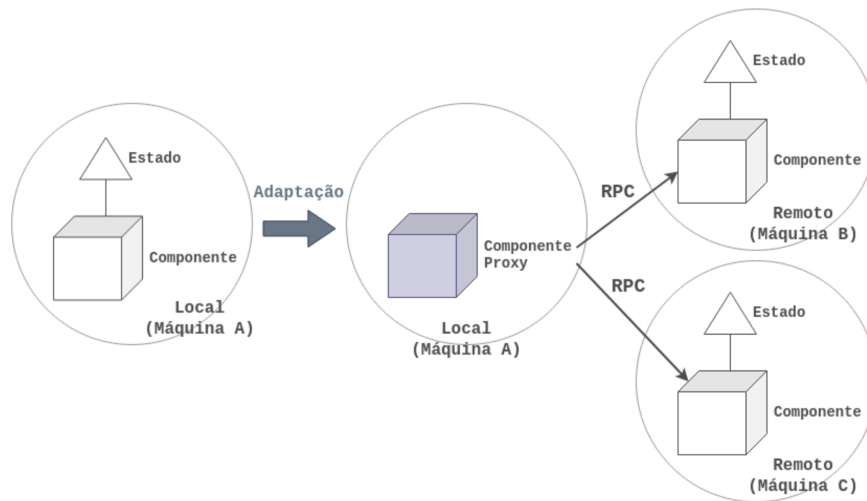 Estado
Componente
Local
(Máquina A)
Adaptação
Componente
Proxy
Local
(Máquina A)
RPC
RPC
Estado
Componente
Remoto
(Máquina B)
Estado
Componente
Remoto
(Máquina C)